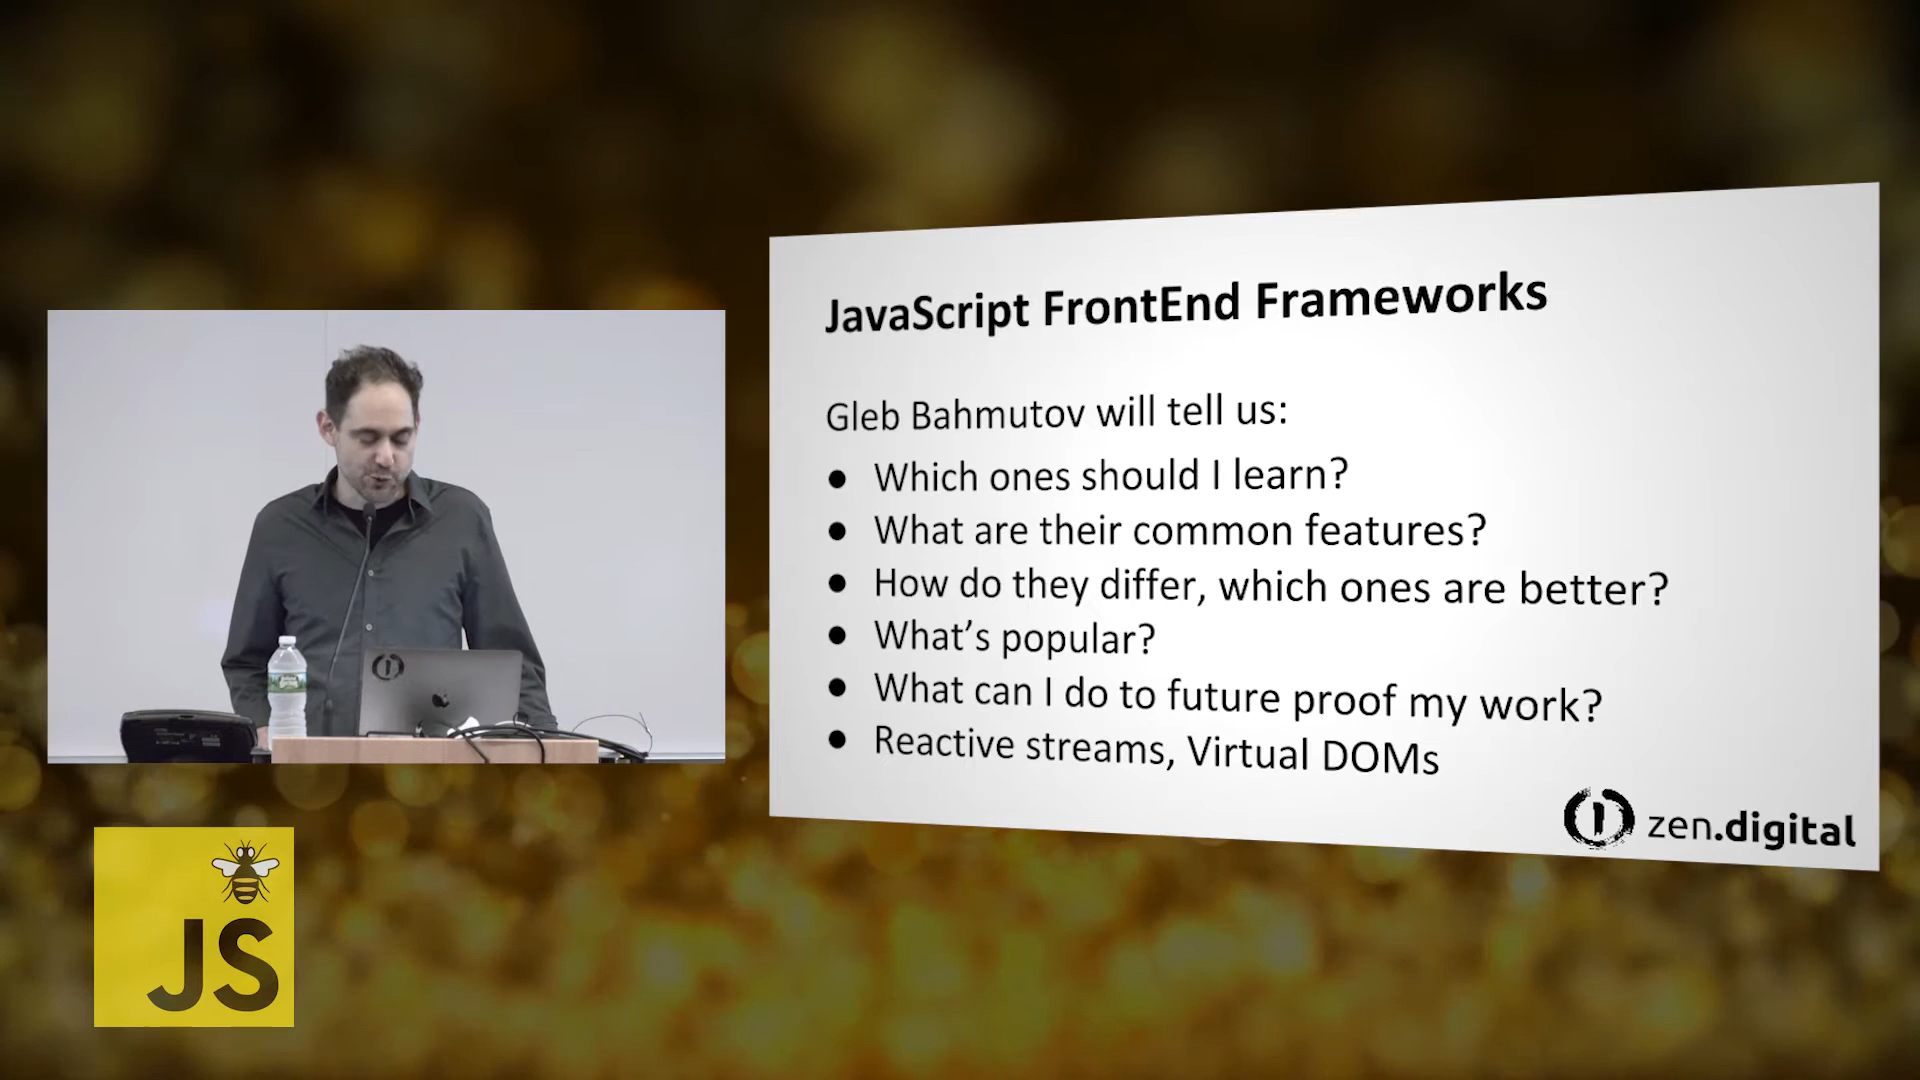 JavaScript FrontEnd Frameworks
Gleb Bahmutov will tell us:
● Which ones should I learn?
● What are their common features?
● How do they differ, which ones are better?
● What's popular?
● What can I do to future proof my work?
● Reactive streams, Virtual DOMs
zen.digital
JS